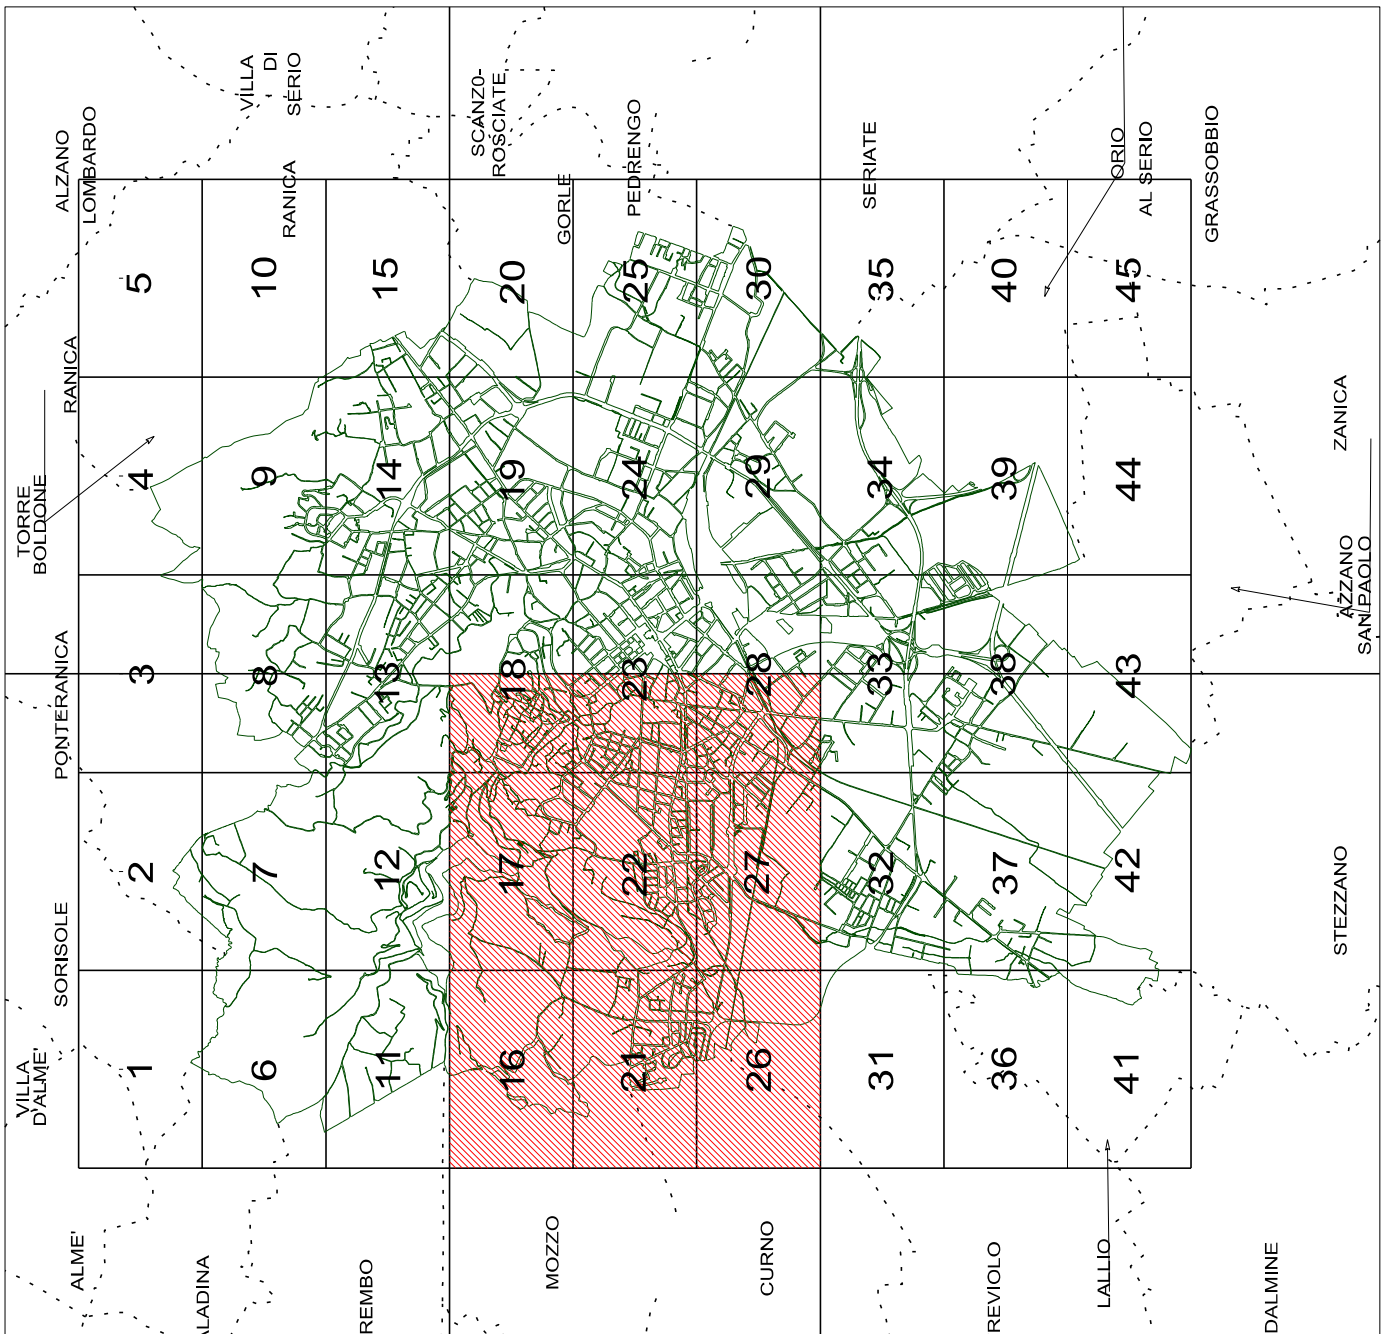 VILLA
D'ALME'
SORISOLE
PONTERANICA
TORRE
BOLDONE
RANICA
ALZANO
LOMBARDO
VILLA
DI
SERIO
RANICA
SCANZO-
ROSCIATE
GORLE
PEDRENGO
SERIATE
ORIO
AL SERIO
GRASSOBBIO
ZANICA
AZZANO
SAN PAOLO
STEZZANO
DALMINE
LALLIO
REVIOLO
CURNO
MOZZO
REMBO
ALADINA
ALME'
1
2
3
4
5
6
7
8
9
10
11
12
13
14
15
16
17
18
19
20
21
22
23
24
25
26
27
28
29
30
31
32
33
34
35
36
37
38
39
40
41
42
43
44
45